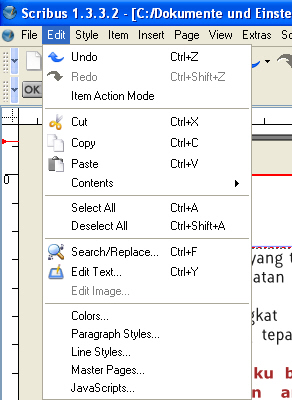 Scribus 1.3.3.2 - [C:/Dokumente und Einste
File Edit Style Item Insert Page View Extras
Undo Ctrl+Z
Redo Ctrl+Shift+Z
Item Action Mode
OK
Cut Ctrl+X
Copy Ctrl+C
Paste Ctrl+V
Contents
0
Select All Ctrl+A
Deselect All Ctrl+Shift+A
Search/Replace... Ctrl+F
yang t
Edit Text... Ctrl+Y
atan
Edit Image...
Colors...
gkat
Paragraph Styles...
tepa
Line Styles...
Master Pages...
ku b
JavaScripts...
an a